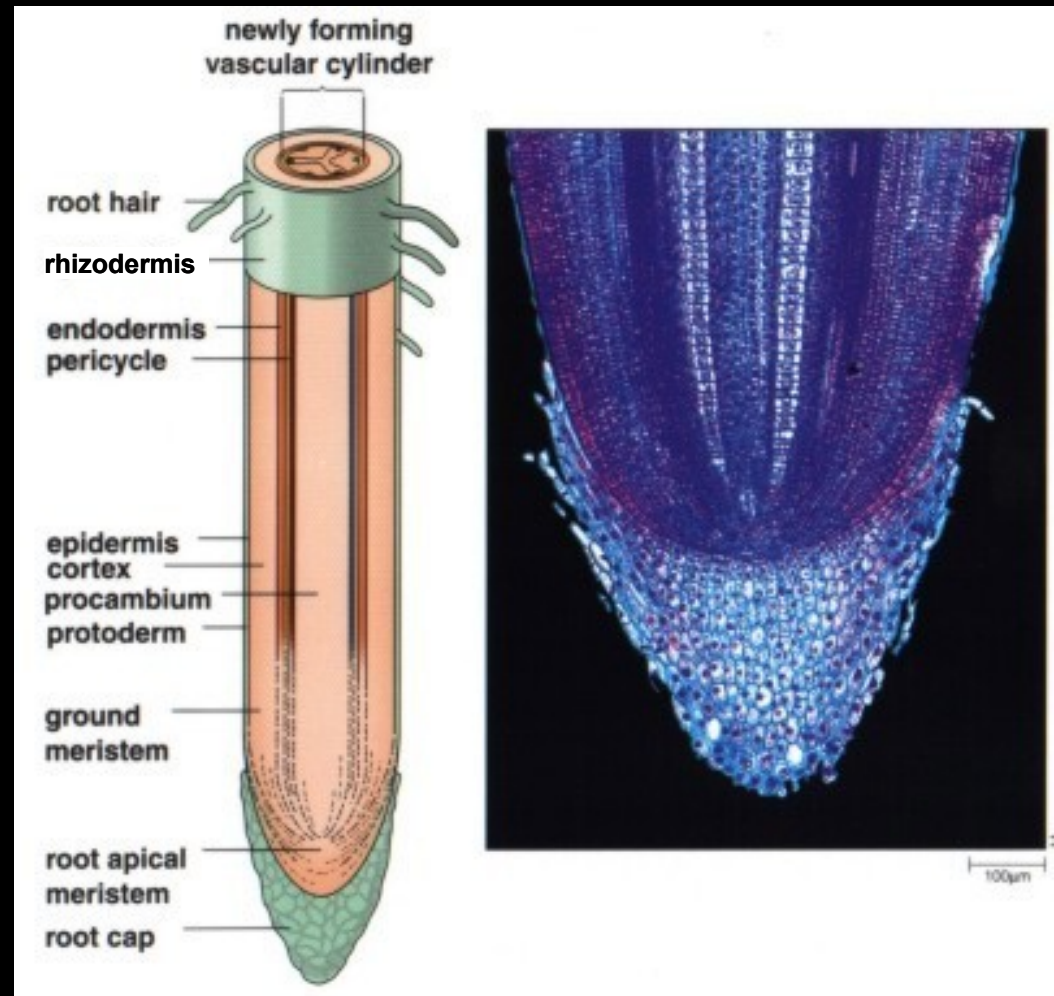 newly forming
vascular cylinder
root hair
rhizodermis
endodermis
pericycle
epidermis
cortex
procambium
protoderm
ground
meristem
root apical
meristem
root cap
100µm